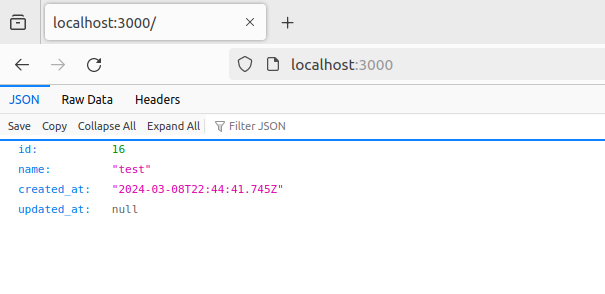 localhost:3000/
localhost:3000
JSON Raw Data Headers
Save Copy Collapse All Expand All Filter JSON
id: 16
name: "test"
created_at: "2024-03-08T22:44:41.745Z"
updated_at: null